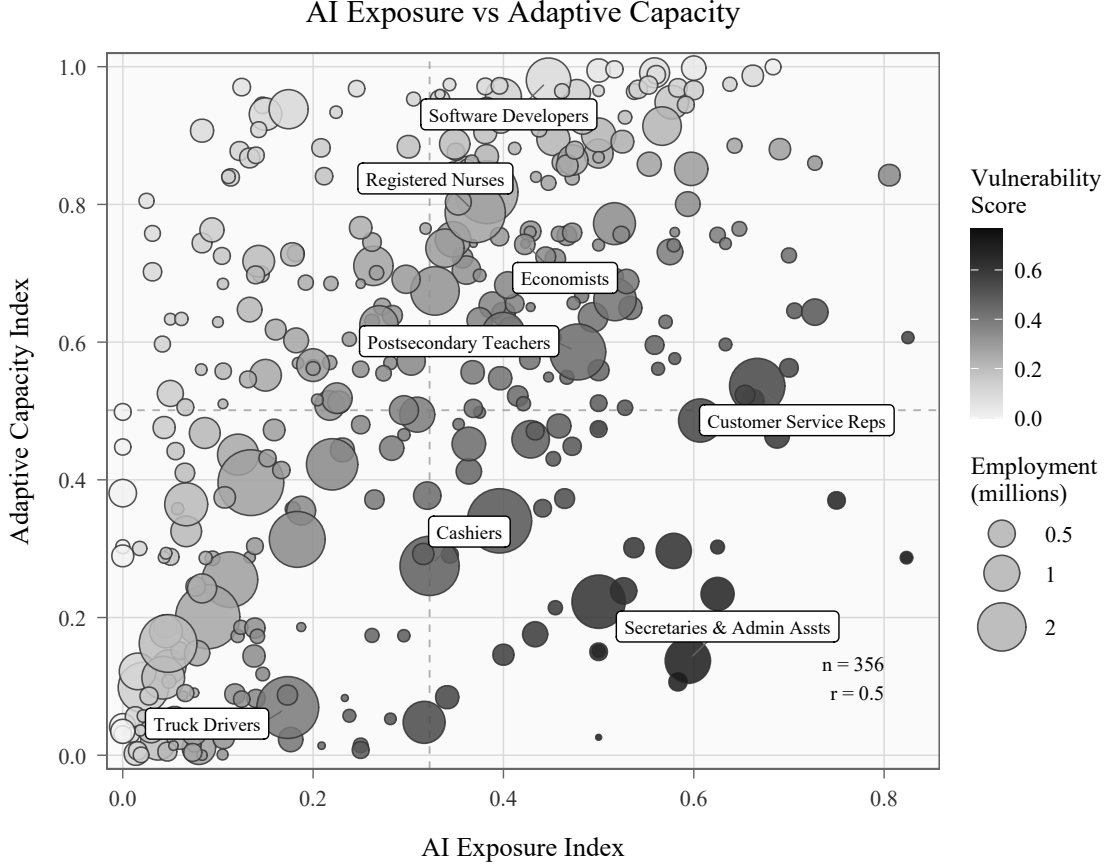 AI Exposure vs Adaptive Capacity
Adaptive Capacity Index
1.0
0.8
0.6
0.4
0.2
0.0
Software Developers
Registered Nurses
Economists
Postsecondary Teachers
Customer Service Reps
Cashiers
Secretaries & Admin Assts
n = 356
r = 0.5
Truck Drivers
0.0
0.2
0.4
0.6
0.8
AI Exposure Index
Vulnerability
Score
0.6
0.4
0.2
0.0
Employment
(millions)
0.5
1
2